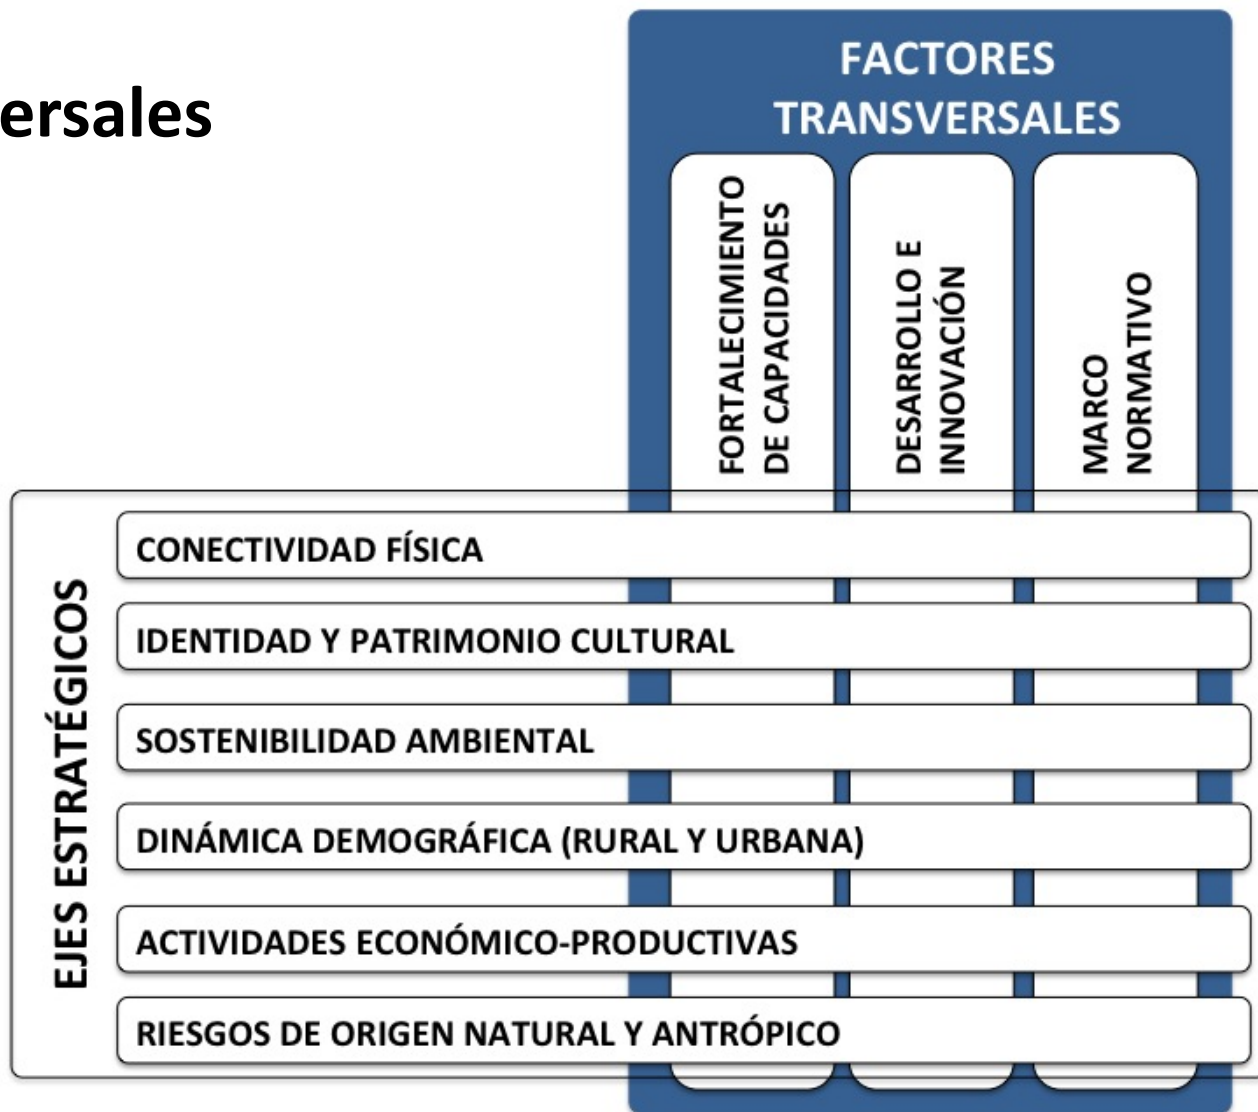 ersales
FACTORES
TRANSVERSALES
FORTALECIMIENTO
DE CAPACIDADES
DESARROLLO E
INNOVACIÓN
MARCO
NORMATIVO
EJES ESTRATÉGICOS
CONECTIVIDAD FÍSICA
IDENTIDAD Y PATRIMONIO CULTURAL
SOSTENIBILIDAD AMBIENTAL
DINÁMICA DEMOGRÁFICA (RURAL Y URBANA)
ACTIVIDADES ECONÓMICO-PRODUCTIVAS
RIESGOS DE ORIGEN NATURAL Y ANTRÓPICO